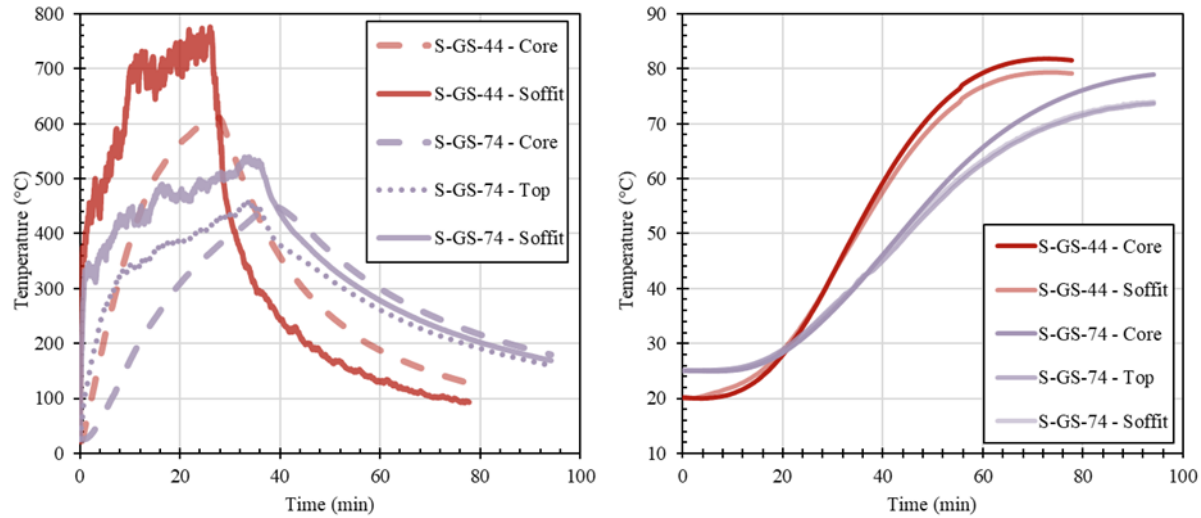 800
700
600
500
400
300
200
100
0
Temperature (°C)
0 20 40 60 80 100
Time (min)
S-GS-44 - Core
S-GS-44 - Soffit
S-GS-74 - Core
S-GS-74 - Top
S-GS-74 - Soffit
90
80
70
60
50
40
30
20
10
Temperature (°C)
0 20 40 60 80 100
Time (min)
S-GS-44 - Core
S-GS-44 - Soffit
S-GS-74 - Core
S-GS-74 - Top
S-GS-74 - Soffit